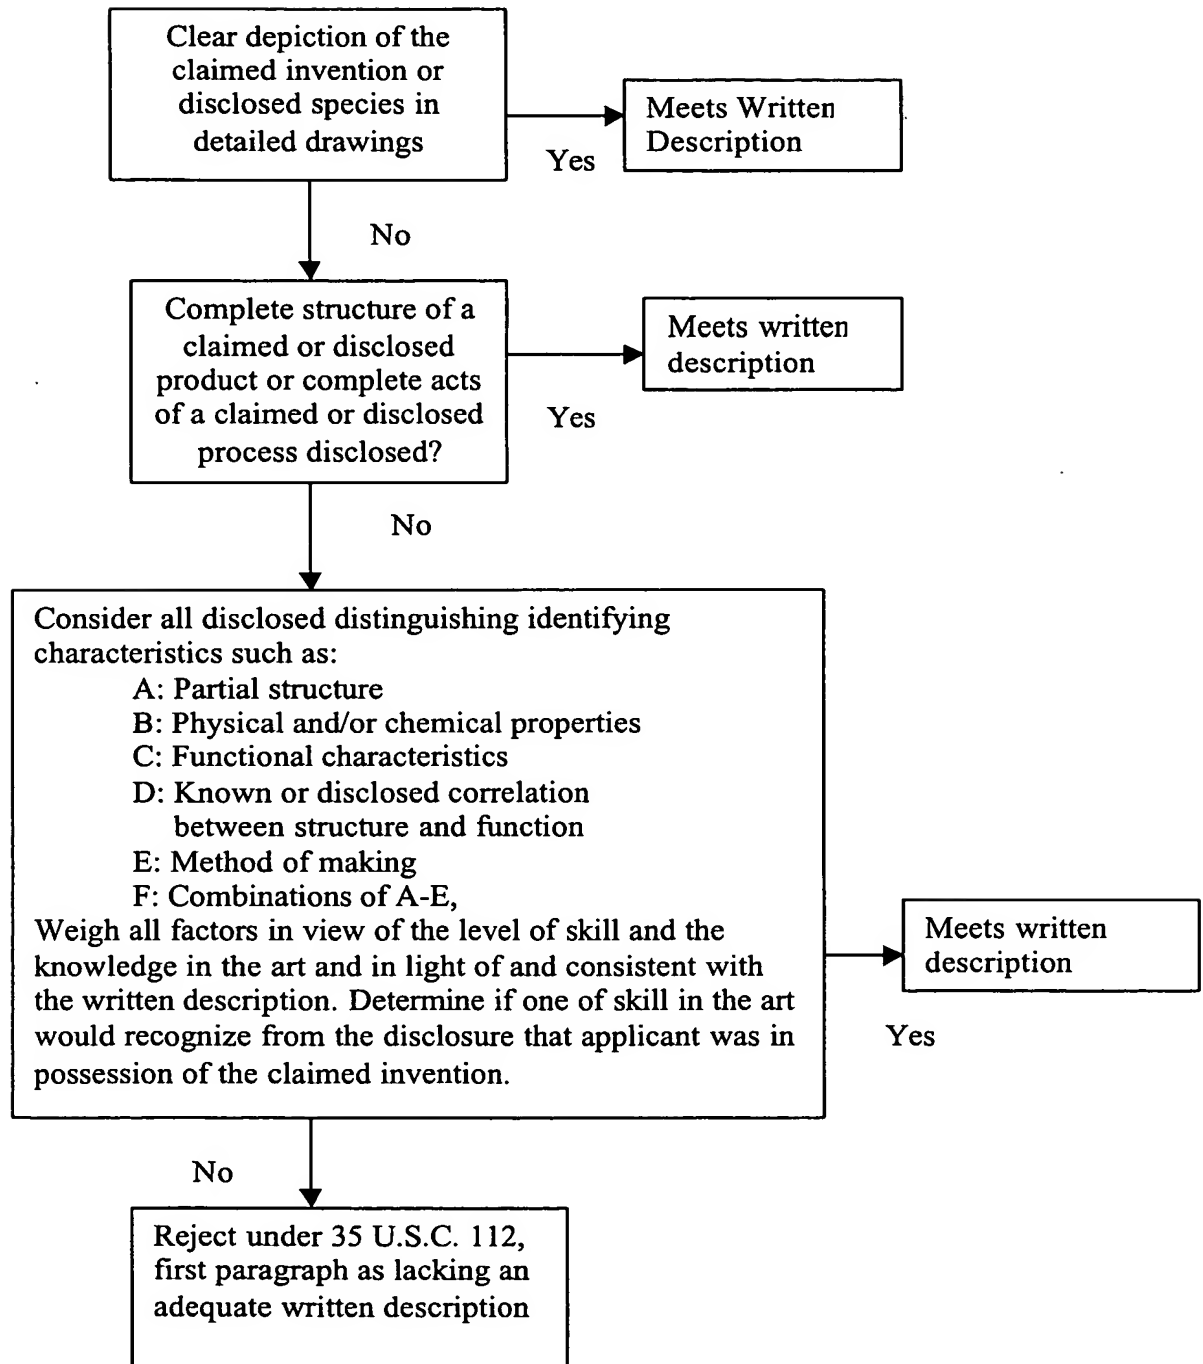 Clear depiction of the
claimed invention or
disclosed species in
detailed drawings
Meets Written
Description
Yes
No
Complete structure of a
claimed or disclosed
product or complete acts
of a claimed or disclosed
process disclosed?
Meets written
description
Yes
No
Consider all disclosed distinguishing identifying
characteristics such as:
A: Partial structure
B: Physical and/or chemical properties
C: Functional characteristics
D: Known or disclosed correlation
between structure and function
E: Method of making
F: Combinations of A-E,
Weigh all factors in view of the level of skill and the
knowledge in the art and in light of and consistent with
the written description. Determine if one of skill in the art
would recognize from the disclosure that applicant was in
possession of the claimed invention.
Meets written
description
Yes
No
Reject under 35 U.S.C. 112,
first paragraph as lacking an
adequate written description